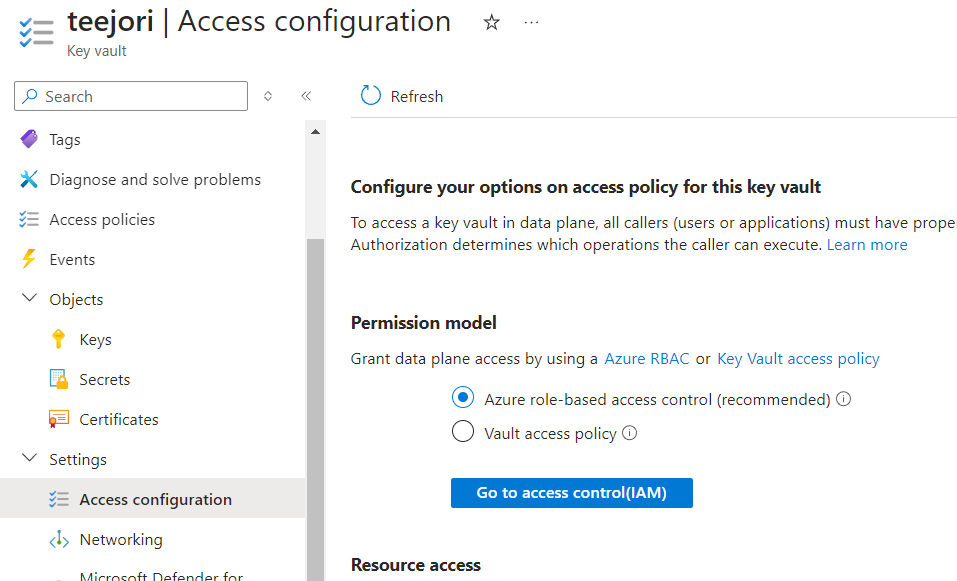 teejori | Access configuration
Key vault
Search
Refresh
Tags
Diagnose and solve problems
Access policies
Events
Objects
Keys
Secrets
Certificates
Settings
Access configuration
Networking
Microsoft Defender for
Configure your options on access policy for this key vault
To access a key vault in data plane, all callers (users or applications) must have prope
Authorization determines which operations the caller can execute. Learn more
Permission model
Grant data plane access by using a Azure RBAC or Key Vault access policy
Azure role-based access control (recommended)
Vault access policy
Go to access control(IAM)
Resource access